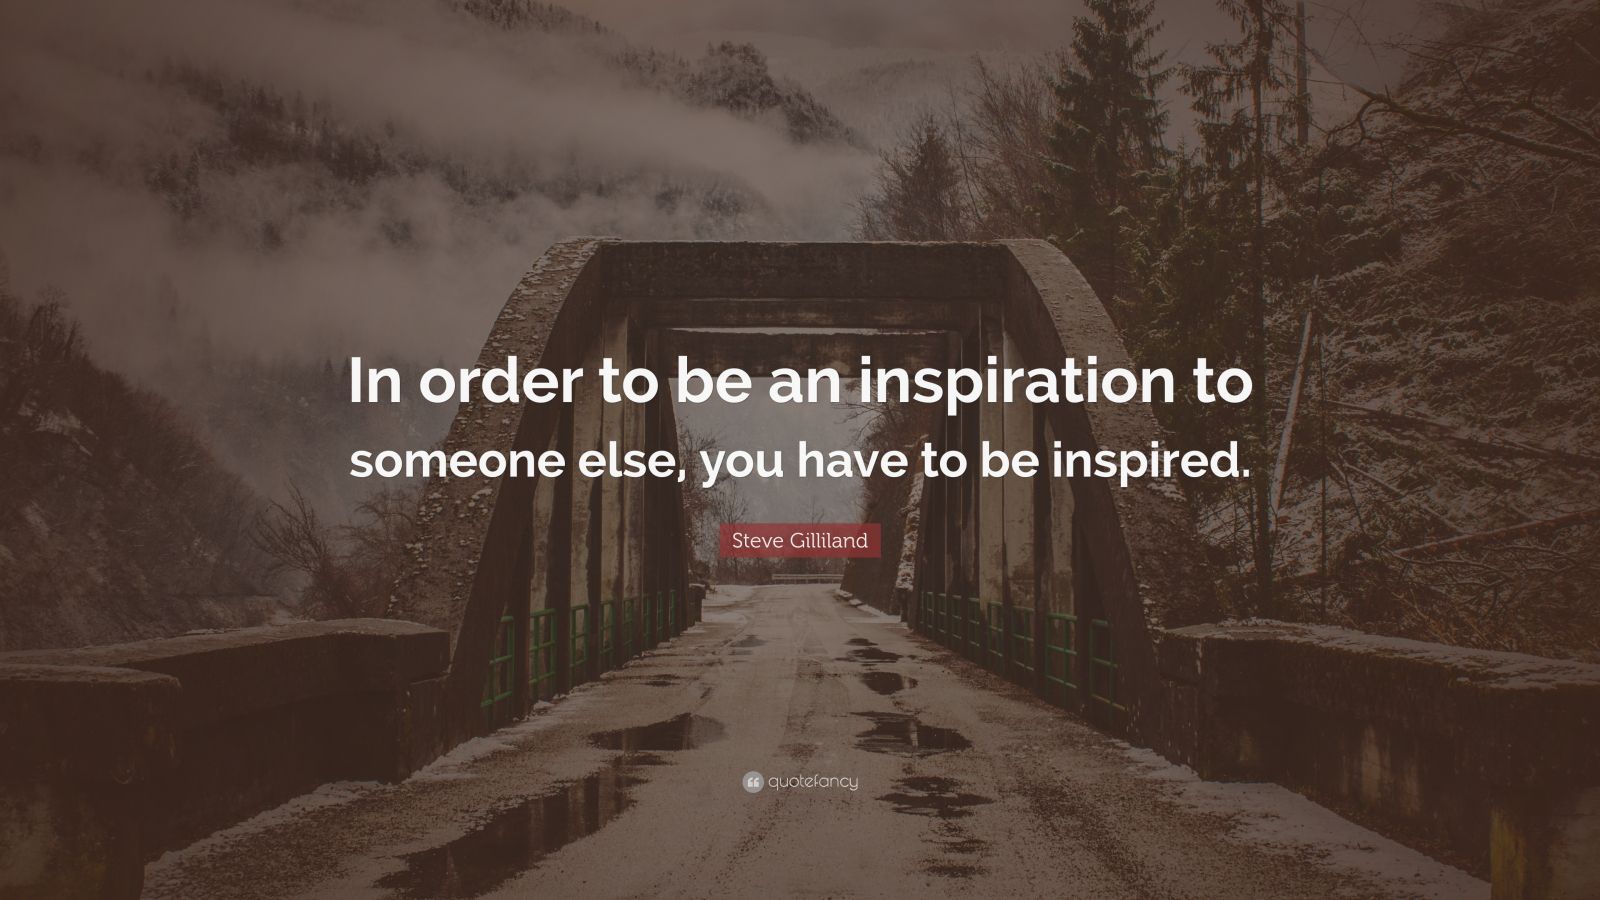 In order to be an inspiration to
someone else, you have to be inspired.
Steve Gilliland
quotefancy